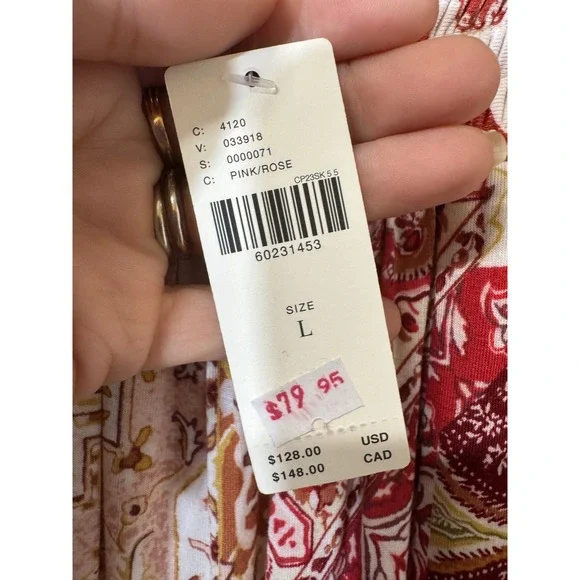 C: 4120
V: 033918
S: 0000071
C: PINK/ROSE
CP23SK 5 5
60231453
SIZE
L
$79 95
$128.00 USD
$148.00 CAD